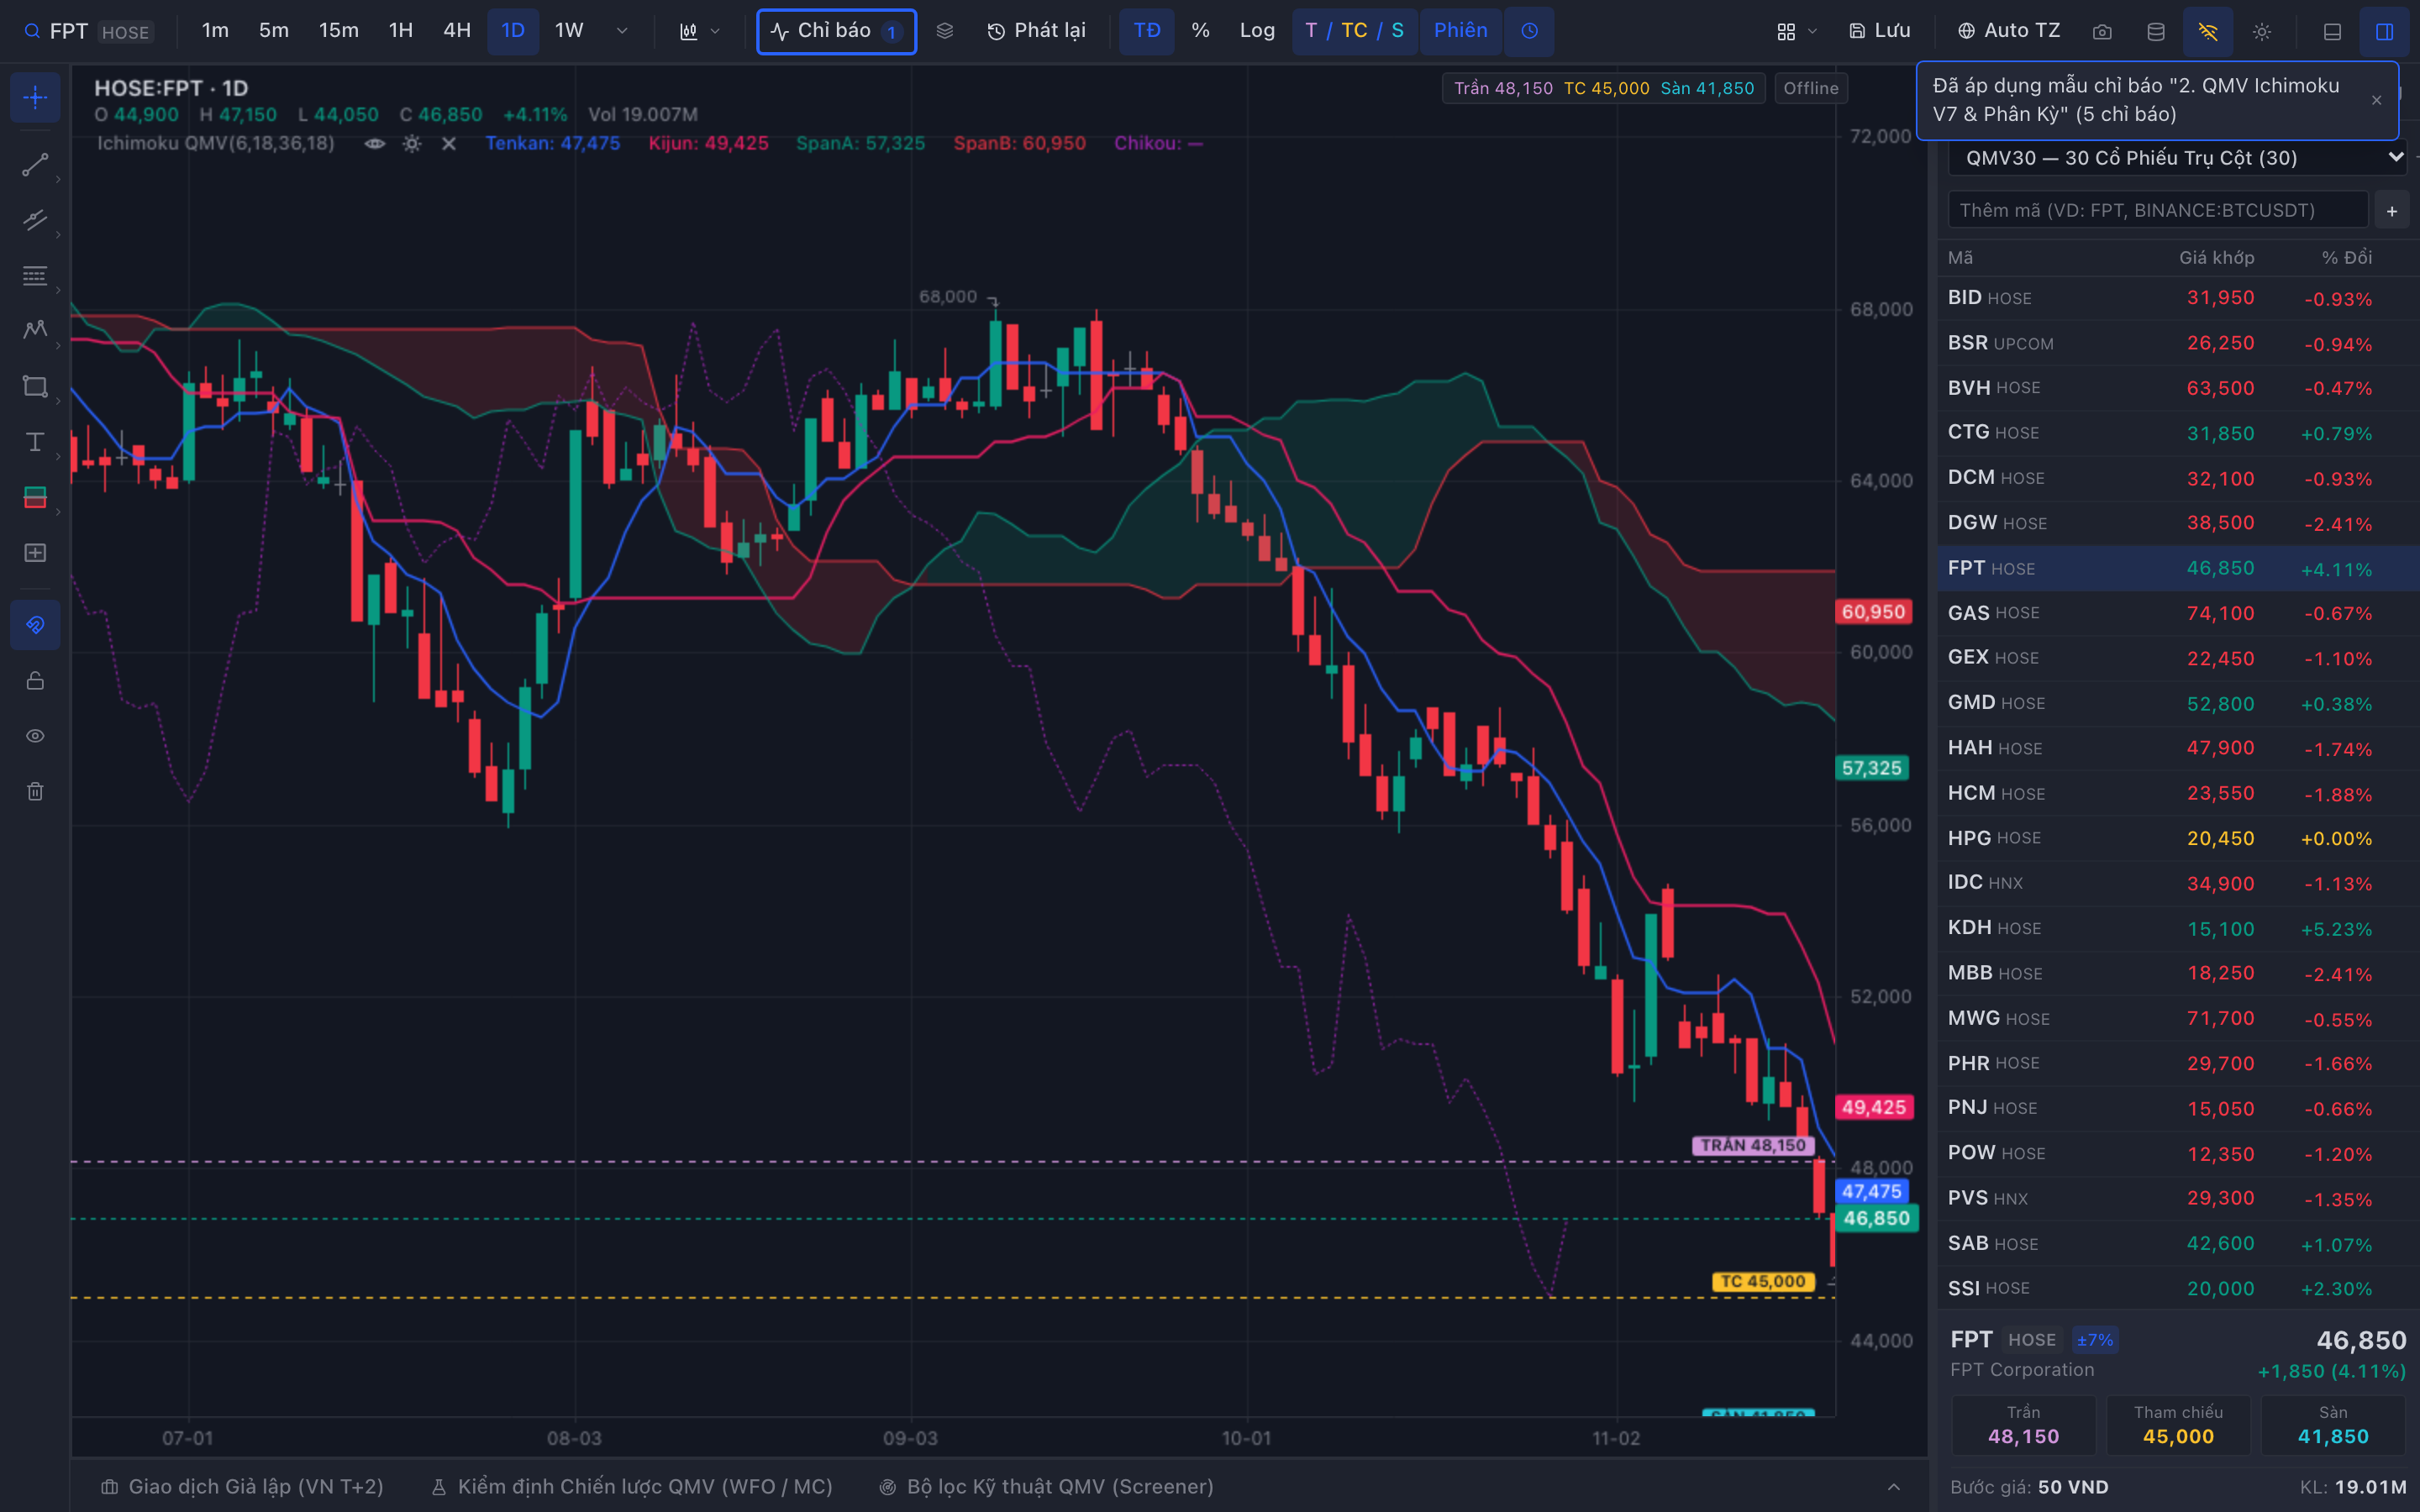 FPT HOSE 1m 5m 15m 1H 4H 1D 1W Chỉ báo 1 Phát lại TĐ % Log T / TC / S Phiên Lưu Auto TZ
HOSE:FPT · 1D
O 44,900 H 47,150 L 44,050 C 46,850 +4.11% Vol 19.007M
Ichimoku QMV(6,18,36,18) Tenkan: 47,475 Kijun: 49,425 SpanA: 57,325 SpanB: 60,950 Chikou: —
Trần 48,150 TC 45,000 Sàn 41,850 Offline
Đã áp dụng mẫu chỉ báo "2. QMV Ichimoku
V7 & Phân Kỳ" (5 chỉ báo)
68,000
72,000
68,000
64,000
60,950
60,000
57,325
56,000
52,000
49,425
TRẦN 48,150
48,000
47,475
46,850
TC 45,000
44,000
SÀN 41,850
07-01 08-03 09-03 10-01 11-02
Giao dịch Giả lập (VN T+2) Kiểm định Chiến lược QMV (WFO / MC) Bộ lọc Kỹ thuật QMV (Screener)
QMV30 — 30 Cổ Phiếu Trụ Cột (30)
Thêm mã (VD: FPT, BINANCE:BTCUSDT) +
Mã Giá khớp % Đổi
BID HOSE 31,950 -0.93%
BSR UPCOM 26,250 -0.94%
BVH HOSE 63,500 -0.47%
CTG HOSE 31,850 +0.79%
DCM HOSE 32,100 -0.93%
DGW HOSE 38,500 -2.41%
FPT HOSE 46,850 +4.11%
GAS HOSE 74,100 -0.67%
GEX HOSE 22,450 -1.10%
GMD HOSE 52,800 +0.38%
HAH HOSE 47,900 -1.74%
HCM HOSE 23,550 -1.88%
HPG HOSE 20,450 +0.00%
IDC HNX 34,900 -1.13%
KDH HOSE 15,100 +5.23%
MBB HOSE 18,250 -2.41%
MWG HOSE 71,700 -0.55%
PHR HOSE 29,700 -1.66%
PNJ HOSE 15,050 -0.66%
POW HOSE 12,350 -1.20%
PVS HNX 29,300 -1.35%
SAB HOSE 42,600 +1.07%
SSI HOSE 20,000 +2.30%
FPT HOSE ±7% 46,850
FPT Corporation +1,850 (4.11%)
Trần Tham chiếu Sàn
48,150 45,000 41,850
Bước giá: 50 VND KL: 19.01M